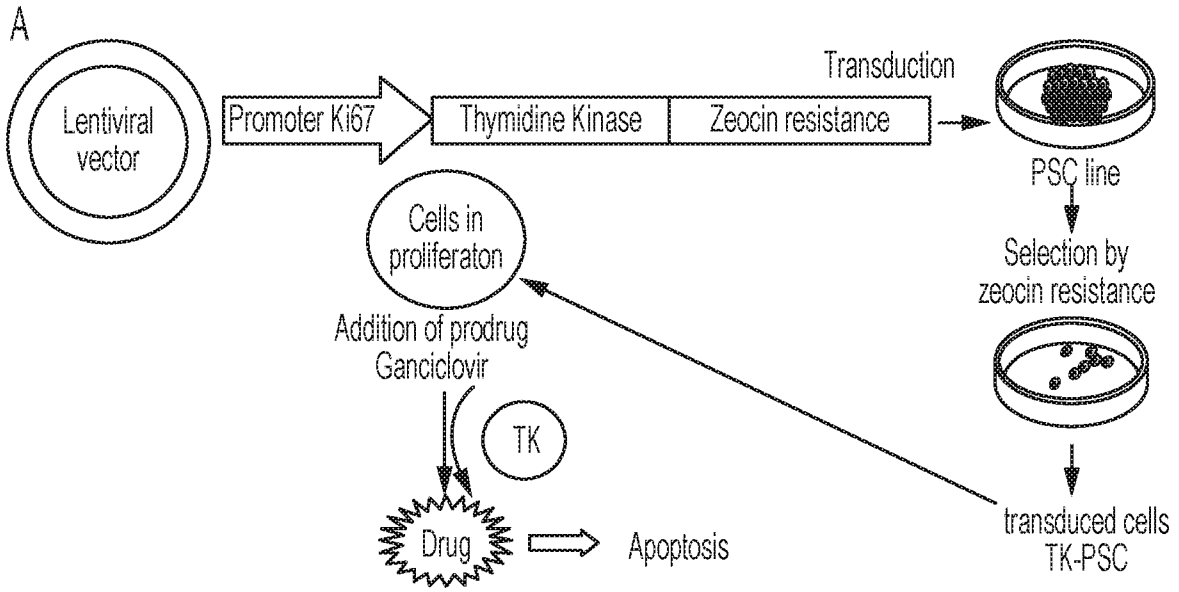 A
Lentiviral
vector
Promoter Ki67
Thymidine Kinase
Zeocin resistance
Transduction
PSC line
Selection by
zeocin resistance
transduced cells
TK-PSC
Cells in
proliferaton
Addition of prodrug
Ganciclovir
TK
Drug
Apoptosis